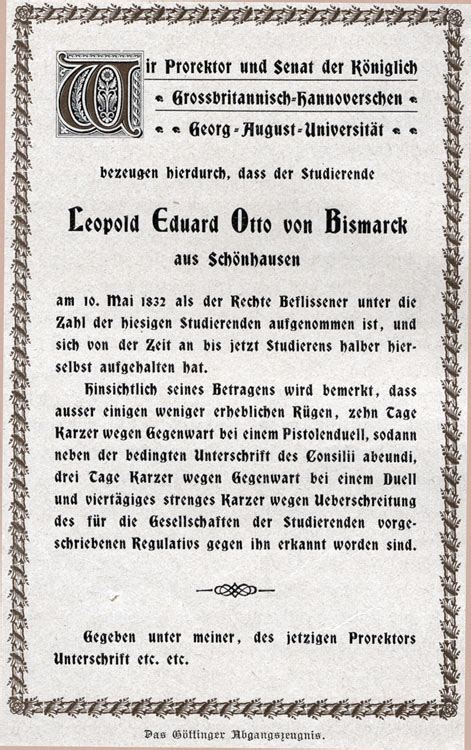 Wir Prorektor und Senat der Königlich
Grossbritannisch-Hannoverschen
Georg-August-Universität
bezeugen hierdurch, dass der Studierende
Leopold Eduard Otto von Bismarck
aus Schönhausen
am 10. Mai 1832 als der Rechte Beflissener unter die
Zahl der hiesigen Studierenden aufgenommen ist, und
sich von der Zeit an bis jetzt Studierens halber hier-
selbst aufgehalten hat.
Hinsichtlich seines Betragens wird bemerkt, dass
ausser einigen weniger erheblichen Rügen, zehn Tage
Karzer wegen Gegenwart bei einem Pistolenduell, sodann
neben der bedingten Unterschrift des Consilii abeundi,
drei Tage Karzer wegen Gegenwart bei einem Duell
und viertägiges strenges Karzer wegen Ueberschreitung
des für die Gesellschaften der Studierenden vorge-
schriebenen Regulativs gegen ihn erkannt worden sind.
Gegeben unter meiner, des jetzigen Prorektors
Unterschrift etc. etc.
Das Göttinger Abgangszeugnis.